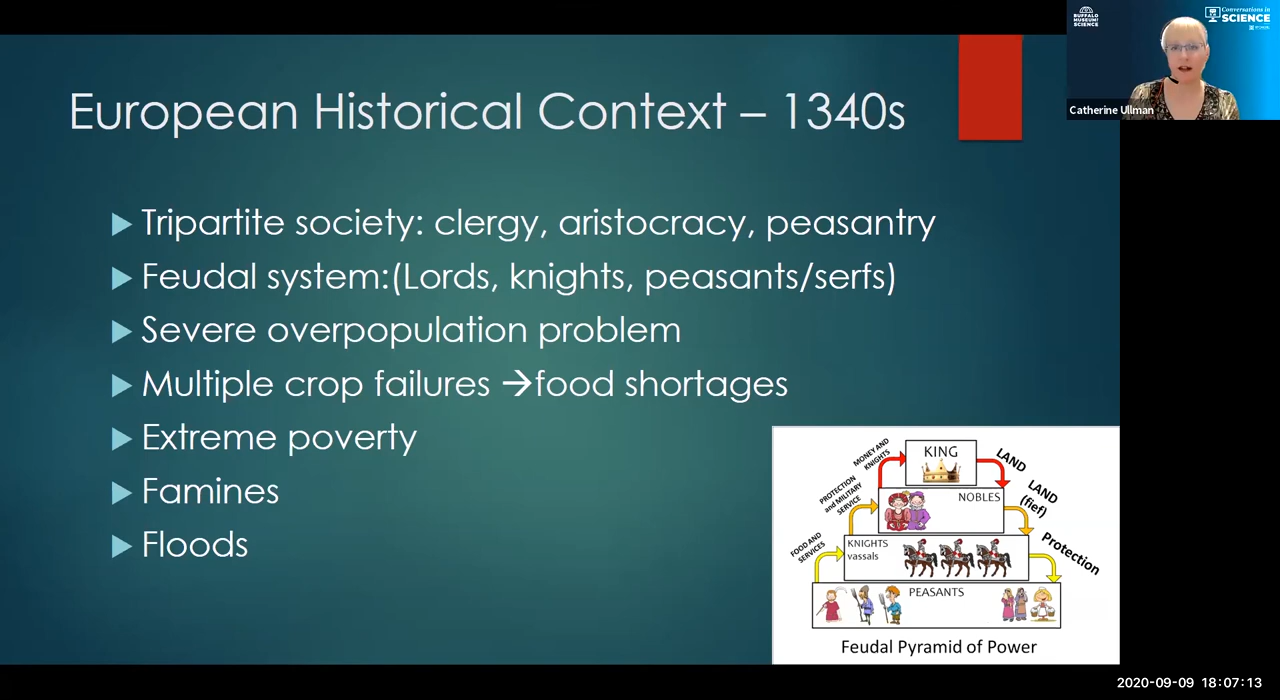 BUFFALO
MUSEUM/
SCIENCE
Conversations in
SCIENCE
Catherine Ullman
European Historical Context – 1340s
Tripartite society: clergy, aristocracy, peasantry
Feudal system:(Lords, knights, peasants/serfs)
Severe overpopulation problem
Multiple crop failures →food shortages
Extreme poverty
Famines
Floods
MONEY AND
KNIGHTS
KING
LAND
PROTECTION
and MILITARY
SERVICE
NOBLES
LAND
(fief)
FOOD AND
SERVICES
KNIGHTS
vassals
Protection
PEASANTS
Feudal Pyramid of Power
2020-09-09 18:07:13